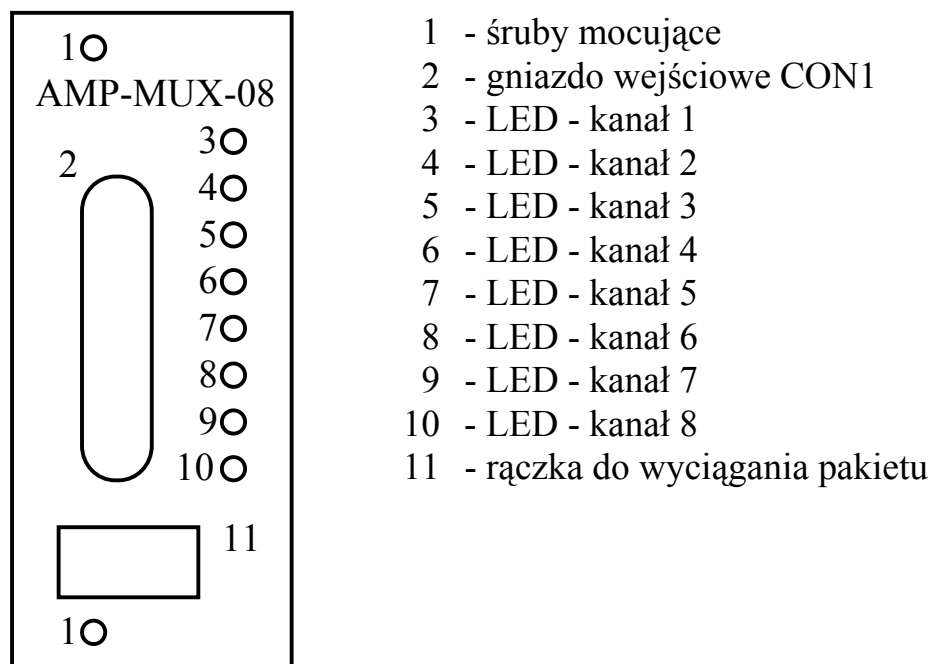 1
AMP-MUX-08
3
2
4
5
6
7
8
9
10
11
1
1 - śruby mocujące
2 - gniazdo wejściowe CON1
3 - LED - kanał 1
4 - LED - kanał 2
5 - LED - kanał 3
6 - LED - kanał 4
7 - LED - kanał 5
8 - LED - kanał 6
9 - LED - kanał 7
10 - LED - kanał 8
11 - rączka do wyciągania pakietu